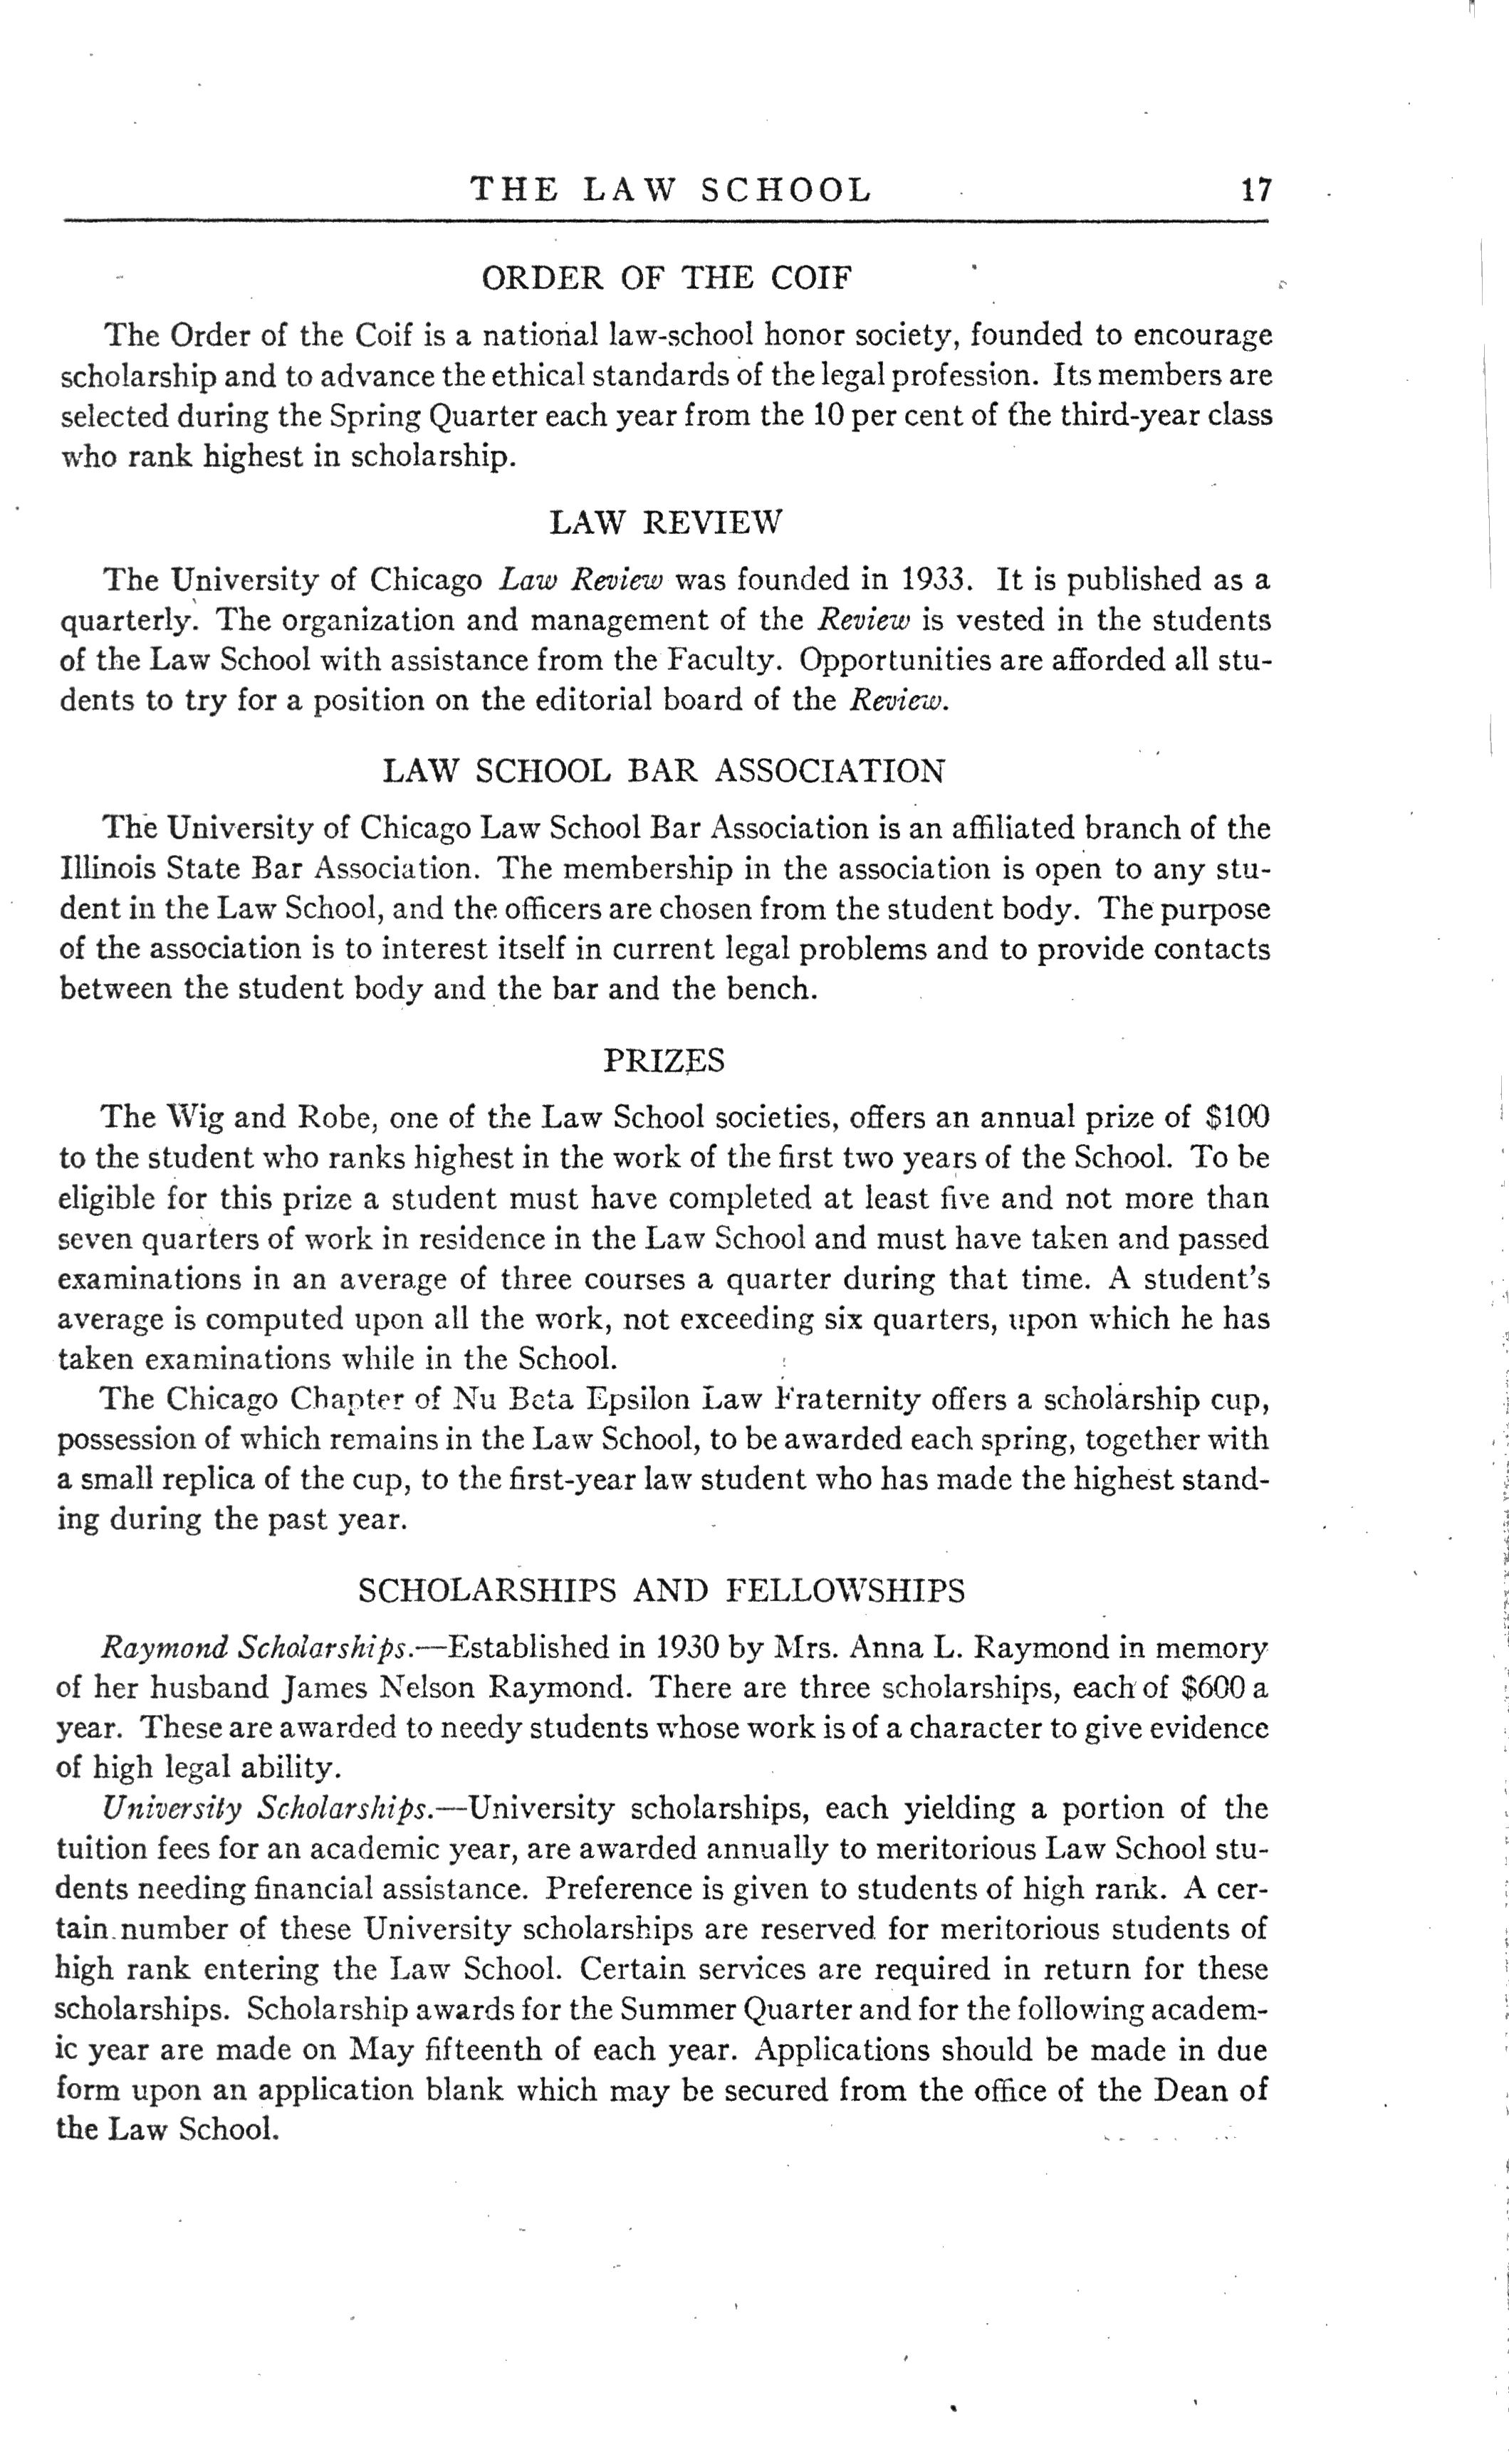 THE LAW SCHOOL 17
ORDER OF THE COIF
The Order of the Coif is a national law-school honor society, founded to encourage
scholarship and to advance the ethical standards of the legal profession. Its members are
selected during the Spring Quarter each year from the 10 per cent of the third-year class
who rank highest in scholarship.
LAW REVIEW
The University of Chicago Law Review was founded in 1933. It is published as a
quarterly. The organization and management of the Review is vested in the students
of the Law School with assistance from the Faculty. Opportunities are afforded all stu-
dents to try for a position on the editorial board of the Review.
LAW SCHOOL BAR ASSOCIATION
The University of Chicago Law School Bar Association is an affiliated branch of the
Illinois State Bar Association. The membership in the association is open to any stu-
dent in the Law School, and the officers are chosen from the student body. The purpose
of the association is to interest itself in current legal problems and to provide contacts
between the student body and the bar and the bench.
PRIZES
The Wig and Robe, one of the Law School societies, offers an annual prize of $100
to the student who ranks highest in the work of the first two years of the School. To be
eligible for this prize a student must have completed at least five and not more than
seven quarters of work in residence in the Law School and must have taken and passed
examinations in an average of three courses a quarter during that time. A student's
average is computed upon all the work, not exceeding six quarters, upon which he has
taken examinations while in the School.
The Chicago Chapter of Nu Beta Epsilon Law Fraternity offers a scholarship cup,
possession of which remains in the Law School, to be awarded each spring, together with
a small replica of the cup, to the first-year law student who has made the highest stand-
ing during the past year.
SCHOLARSHIPS AND FELLOWSHIPS
Raymond Scholarships.—Established in 1930 by Mrs. Anna L. Raymond in memory
of her husband James Nelson Raymond. There are three scholarships, each of $600 a
year. These are awarded to needy students whose work is of a character to give evidence
of high legal ability.
University Scholarships.—University scholarships, each yielding a portion of the
tuition fees for an academic year, are awarded annually to meritorious Law School stu-
dents needing financial assistance. Preference is given to students of high rank. A cer-
tain number of these University scholarships are reserved for meritorious students of
high rank entering the Law School. Certain services are required in return for these
scholarships. Scholarship awards for the Summer Quarter and for the following academ-
ic year are made on May fifteenth of each year. Applications should be made in due
form upon an application blank which may be secured from the office of the Dean of
the Law School.